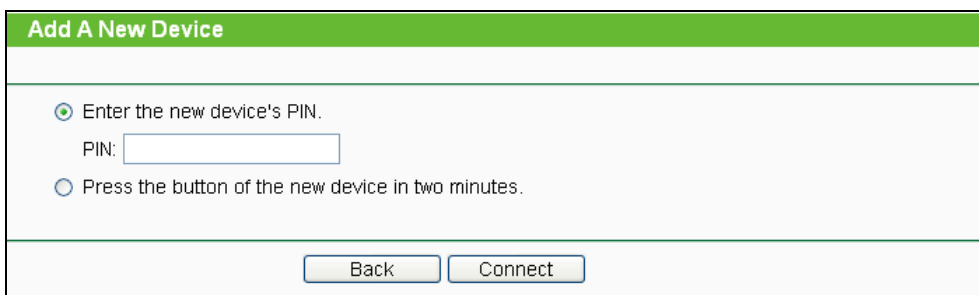 Add A New Device
Enter the new device's PIN.
PIN:
Press the button of the new device in two minutes.
Back Connect